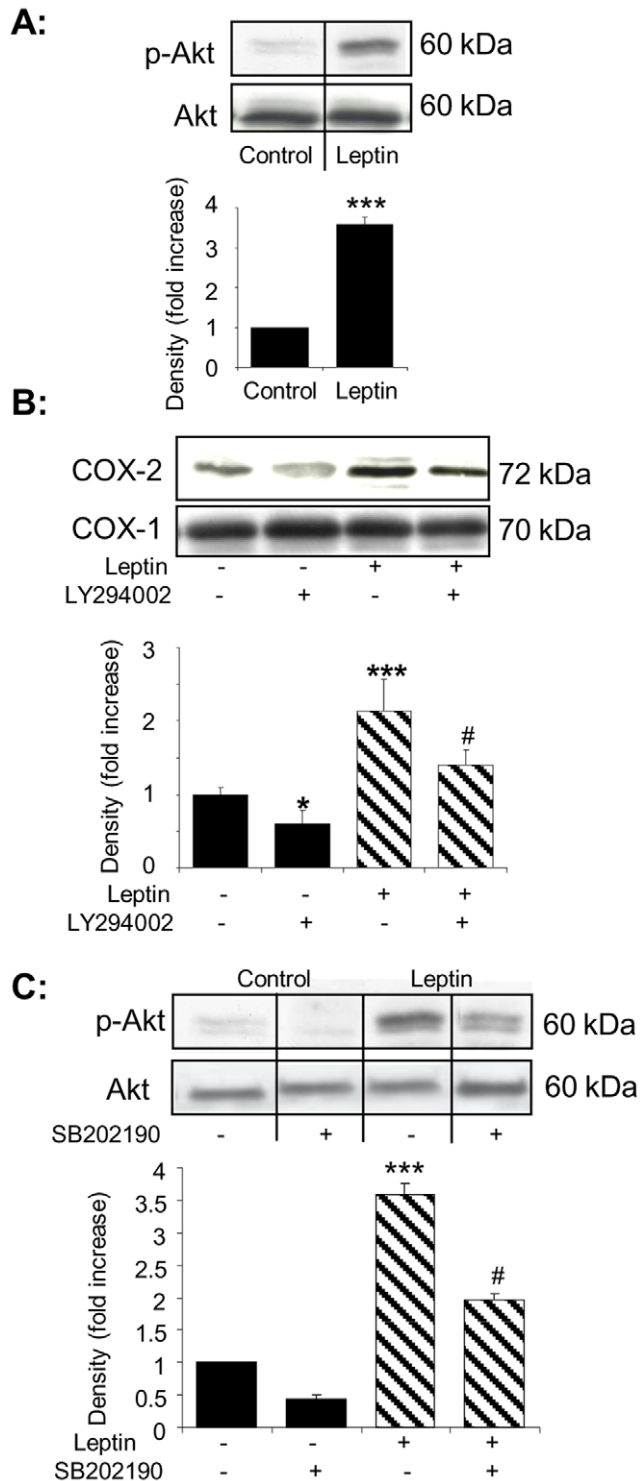 A:
p-Akt 60 kDa
Akt 60 kDa
Control Leptin
Density (fold increase)
4
***
3
2
1
0
Control Leptin
B:
COX-2 72 kDa
COX-1 70 kDa
Leptin - - + +
LY294002 - + - +
Density (fold increase)
3
***
2
#
1
*
0
Leptin - - + +
LY294002 - + - +
C:
Control Leptin
p-Akt 60 kDa
Akt 60 kDa
SB202190 - + - +
Density (fold increase)
4
***
3.5
3
2.5
#
2
1.5
1
0.5
0
Leptin - - + +
SB202190 - + - +